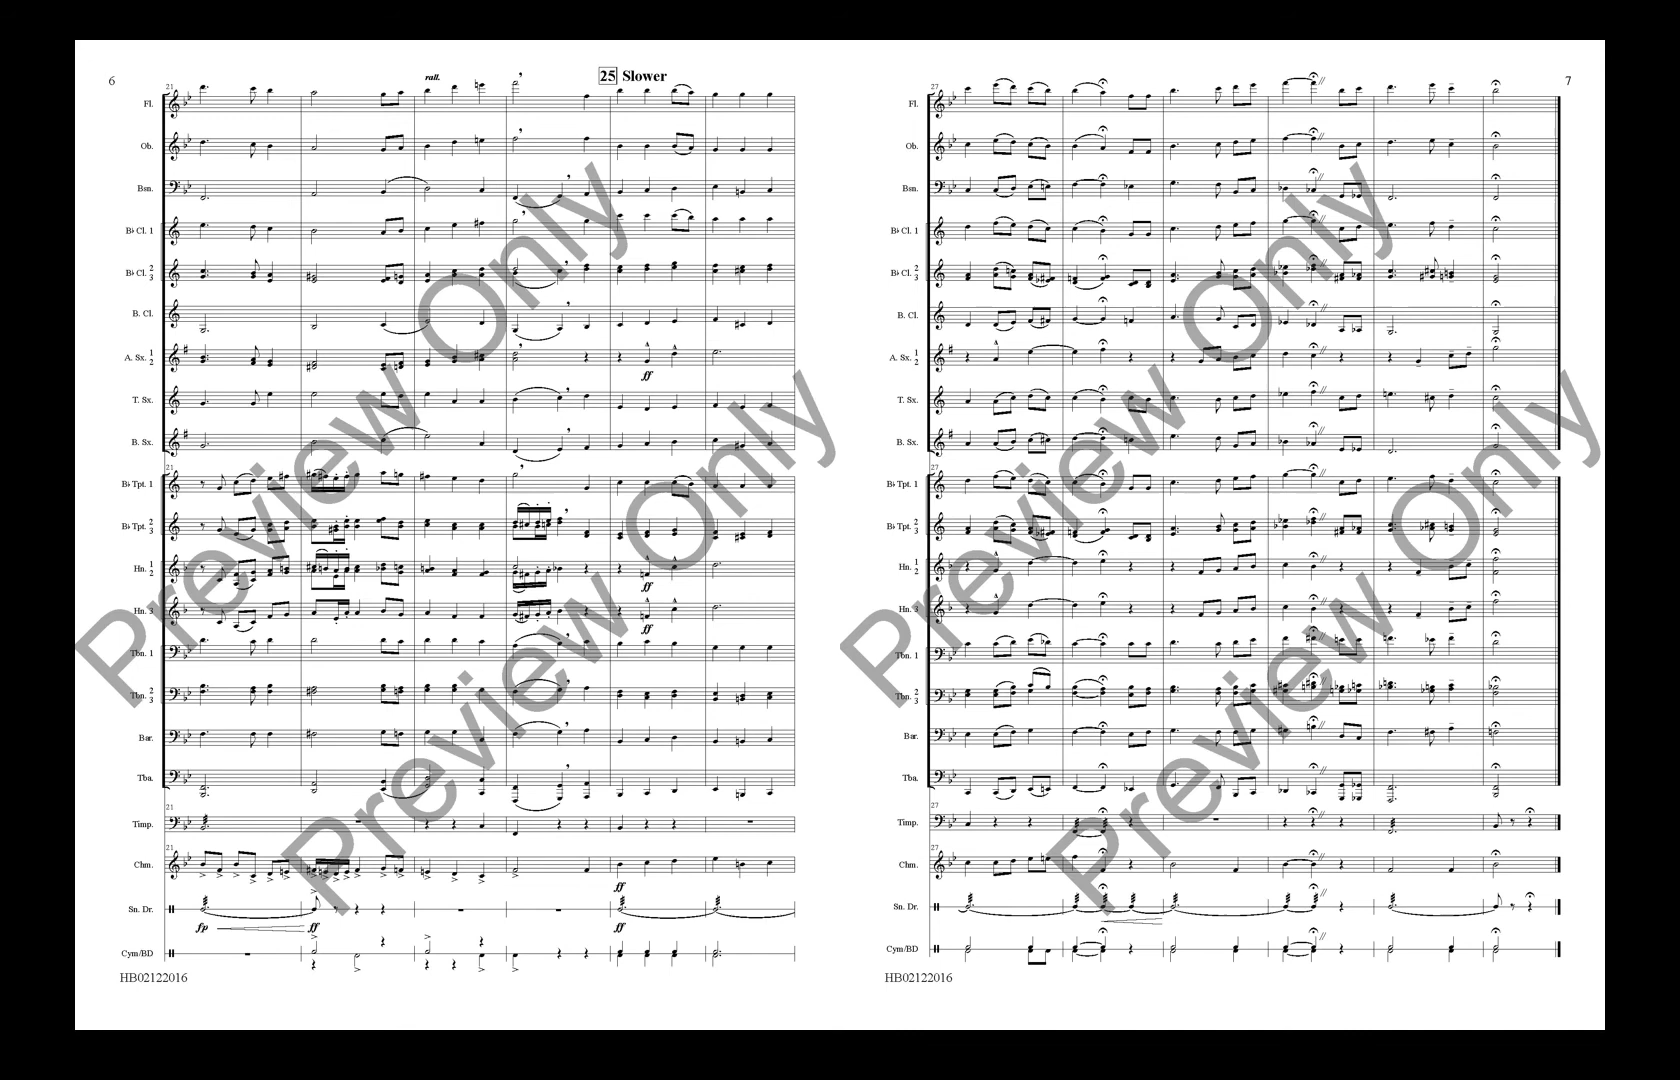 6
rall.
25 Slower
21
Fl.
Ob.
Bsn.
B♭ Cl. 1
B♭ Cl. 2
3
B. Cl.
A. Sx. 1
2
ff
T. Sx.
B. Sx.
21
B♭ Tpt. 1
B♭ Tpt. 2
3
Hn. 1
2
ff
Hn. 3
ff
Tbn. 1
Tbn. 2
3
Bar.
Tba.
21
Timp.
21
Chm.
ff
Sn. Dr.
fp
ff
ff
Cym/BD
HB02122016
Preview Only
Preview Only
7
27
Fl.
Ob.
Bsn.
B♭ Cl. 1
B♭ Cl. 2
3
B. Cl.
A. Sx. 1
2
T. Sx.
B. Sx.
27
B♭ Tpt. 1
B♭ Tpt. 2
3
Hn. 1
2
Hn. 3
Tbn. 1
Tbn. 2
3
Bar.
Tba.
27
Timp.
27
Chm.
Sn. Dr.
Cym/BD
HB02122016
Preview Only
Preview Only